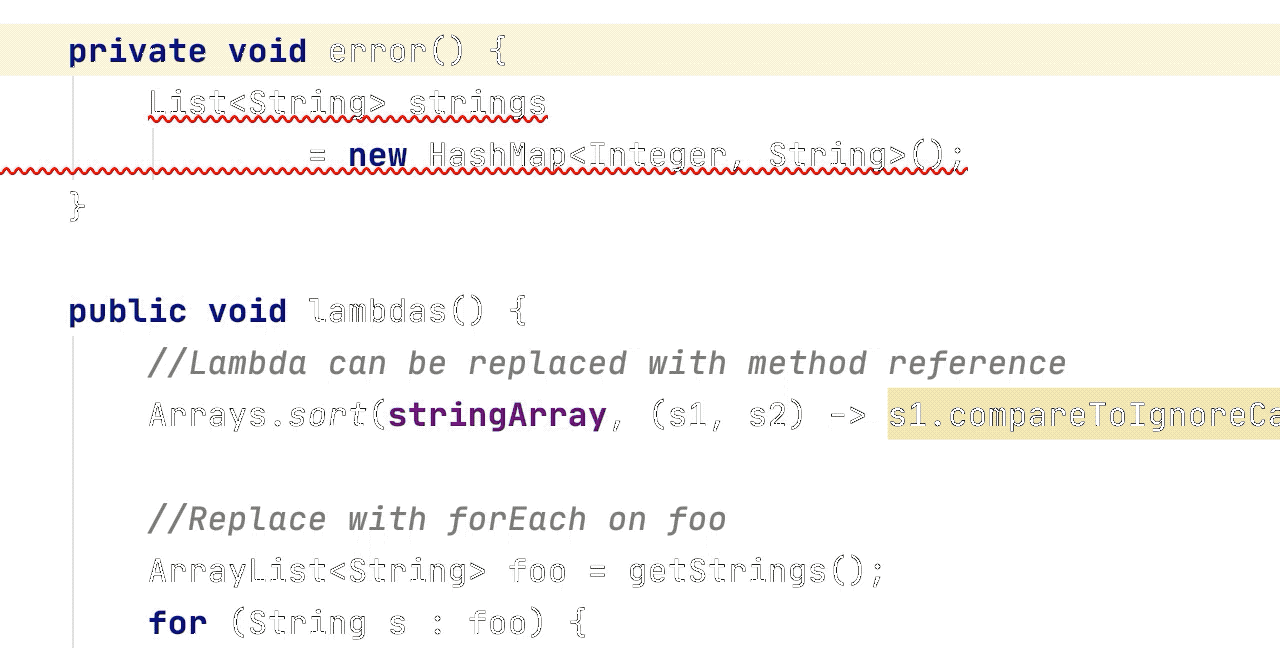 private void error() {
List<String> strings
= new HashMap<Integer, String>();
}
public void lambdas() {
//Lambda can be replaced with method reference
Arrays.sort(stringArray, (s1, s2) -> s1.compareToIgnoreCa
//Replace with forEach on foo
ArrayList<String> foo = getStrings();
for (String s : foo) {